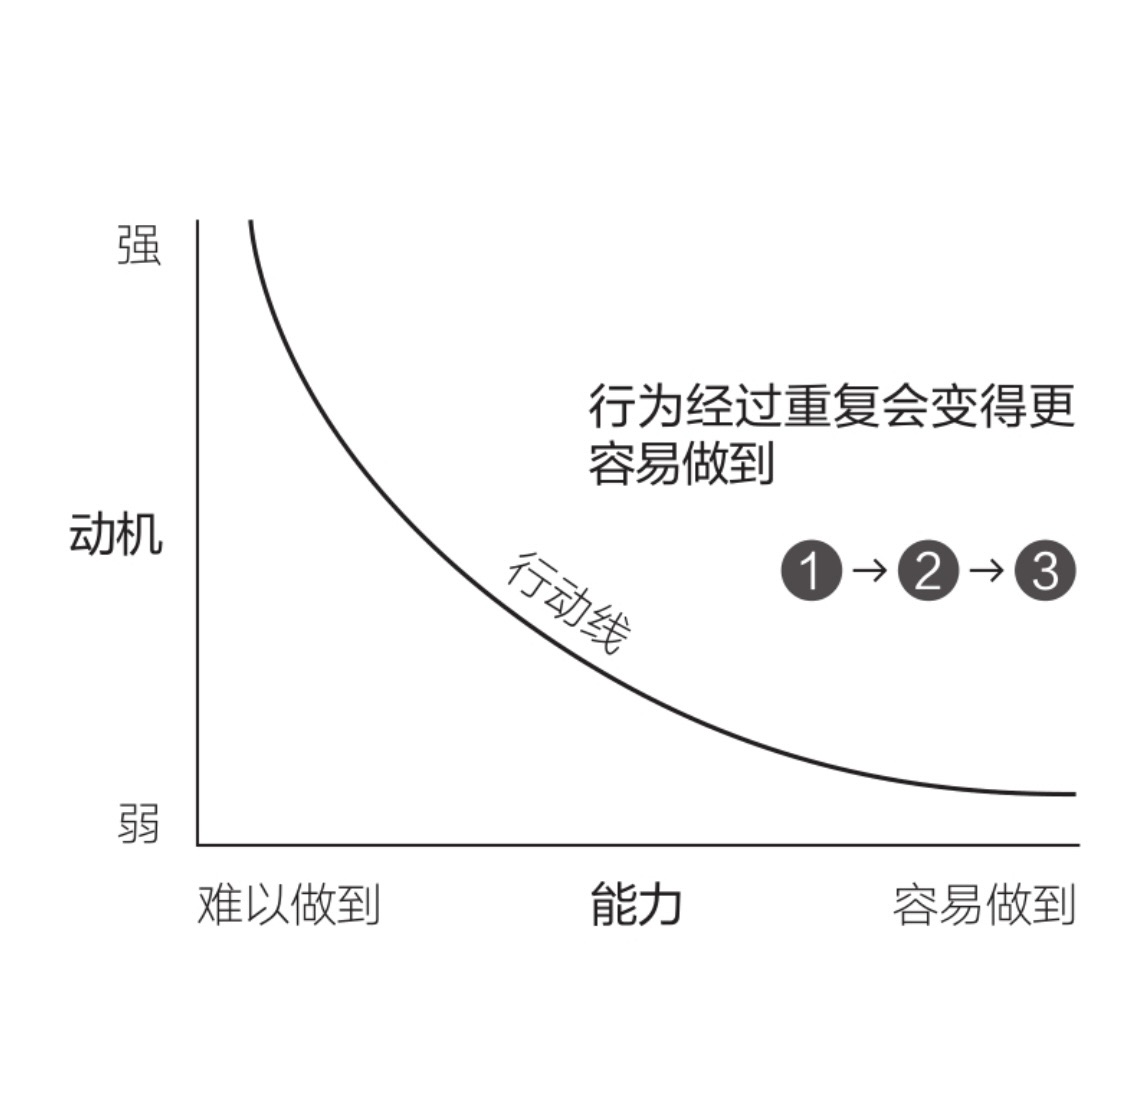 强
行为经过重复会变得更
容易做到
动机
行动线
1 → 2 → 3
弱
难以做到 能力 容易做到